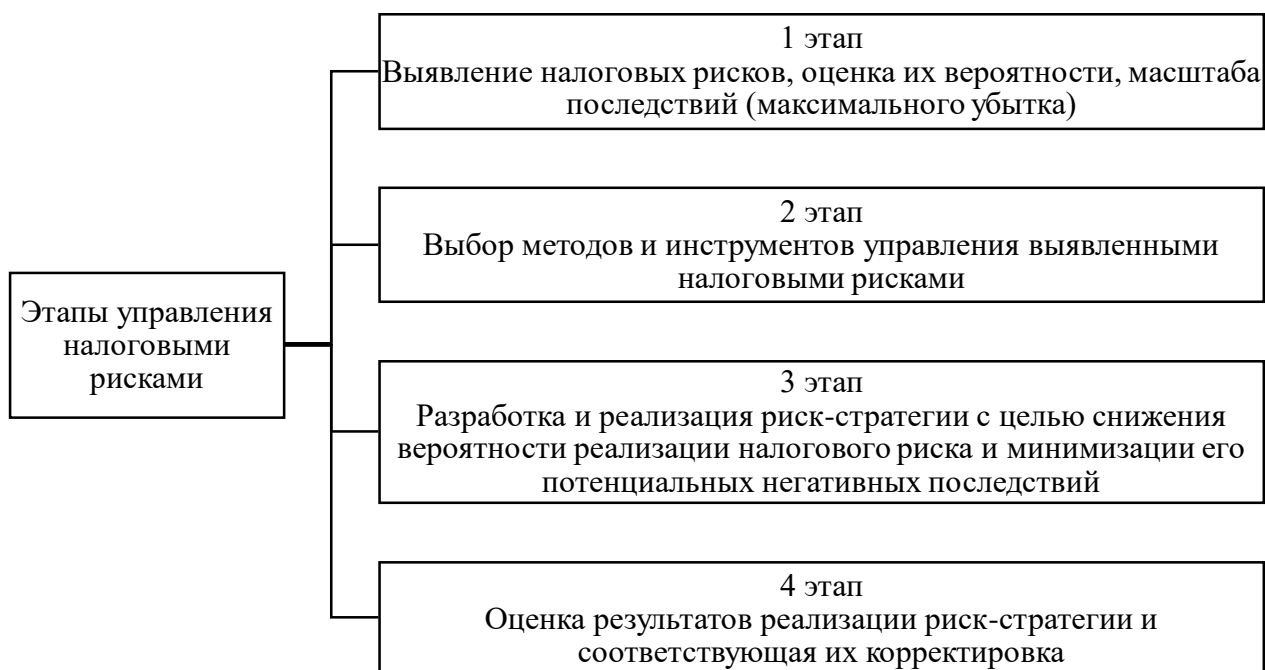 1 этап
Выявление налоговых рисков, оценка их вероятности, масштаба
последствий (максимального убытка)
2 этап
Выбор методов и инструментов управления выявленными
налоговыми рисками
Этапы управления
налоговыми
рисками
3 этап
Разработка и реализация риск-стратегии с целью снижения
вероятности реализации налогового риска и минимизации его
потенциальных негативных последствий
4 этап
Оценка результатов реализации риск-стратегии и
соответствующая их корректировка